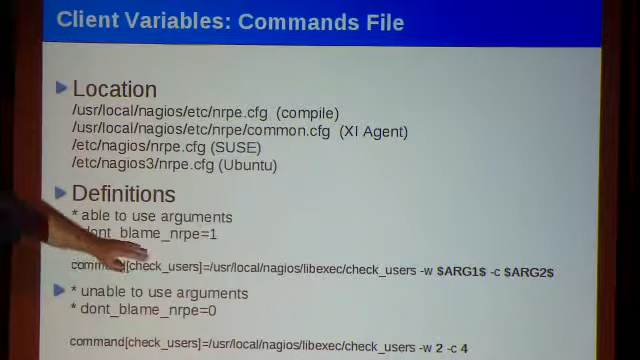 Client Variables: Commands File
Location
/usr/local/nagios/etc/nrpe.cfg (compile)
/usr/local/nagios/etc/nrpe/common.cfg (XI Agent)
/etc/nagios/nrpe.cfg (SUSE)
/etc/nagios3/nrpe.cfg (Ubuntu)
Definitions
* able to use arguments
dont_blame_nrpe=1
command[check_users]=/usr/local/nagios/libexec/check_users -w $ARG1$ -c $ARG2$
* unable to use arguments
* dont_blame_nrpe=0
command[check_users]=/usr/local/nagios/libexec/check_users -w 2 -c 4